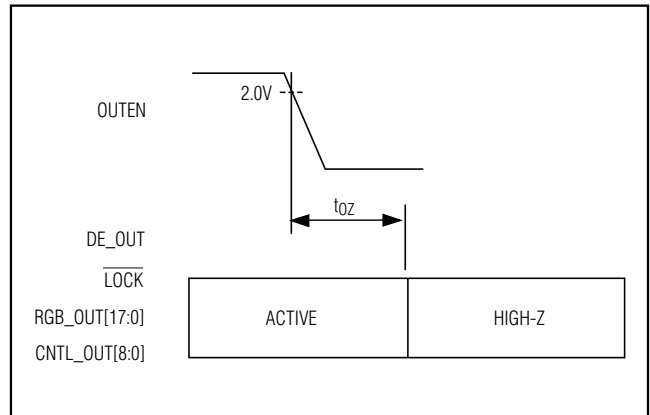 2.0V
OUTEN
tOZ
DE_OUT
LOCK
RGB_OUT[17:0]
ACTIVE
HIGH-Z
CNTL_OUT[8:0]